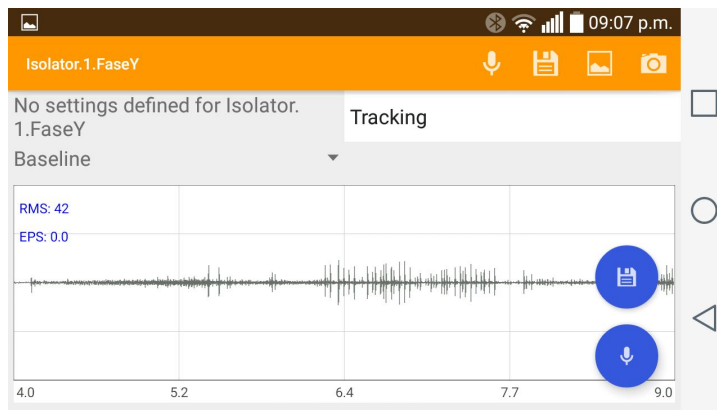 09:07 p.m.
Isolator.1.FaseY
No settings defined for Isolator.
1.FaseY
Tracking
Baseline
RMS: 42
EPS: 0.0
4.0 5.2 6.4 7.7 9.0